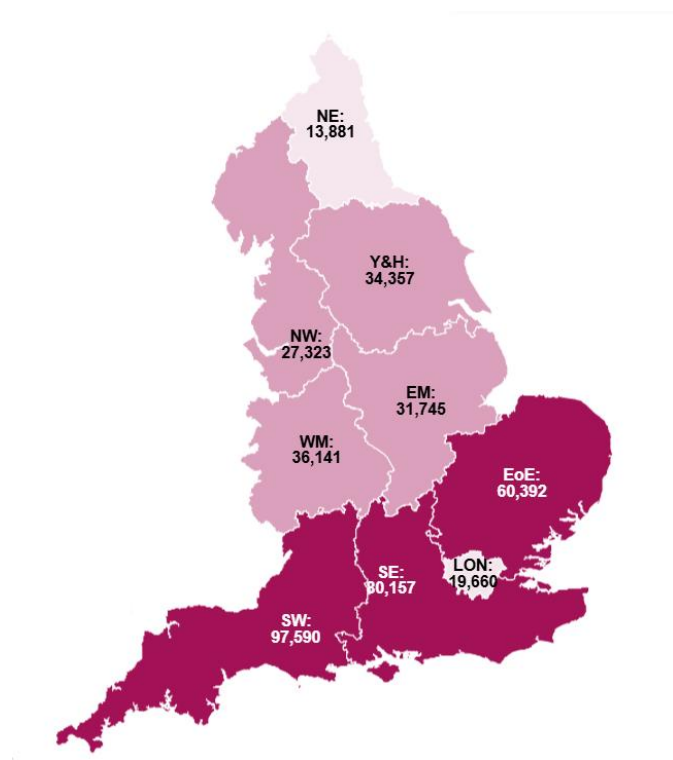 NE:
13,881
Y&H:
34,357
NW:
27,323
EM:
31,745
WM:
36,141
EoE:
60,392
LON:
19,660
SE:
80,157
SW:
97,590